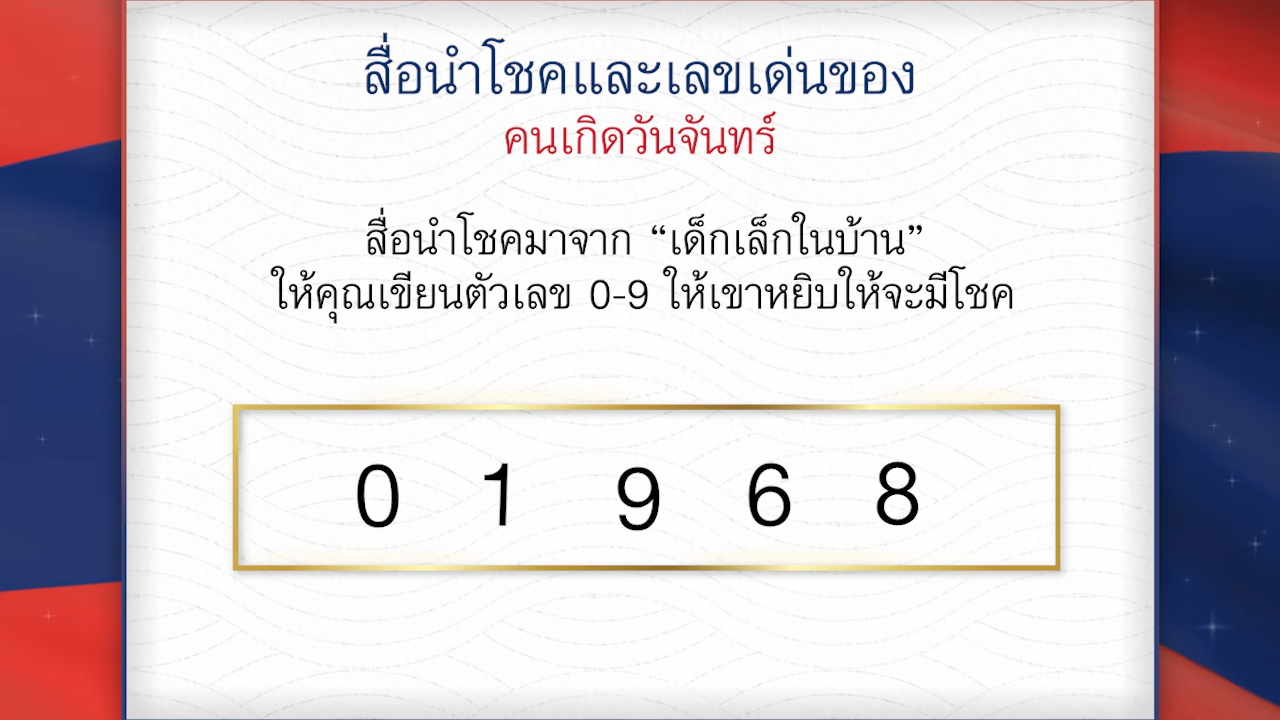 สื่อนำโชคและเลขเด่นของ
คนเกิดวันจันทร์
สื่อนำโชคมาจาก “เด็กเล็กในบ้าน”
ให้คุณเขียนตัวเลข 0-9 ให้เขาหยิบให้จะมีโชค
0 1 9 6 8